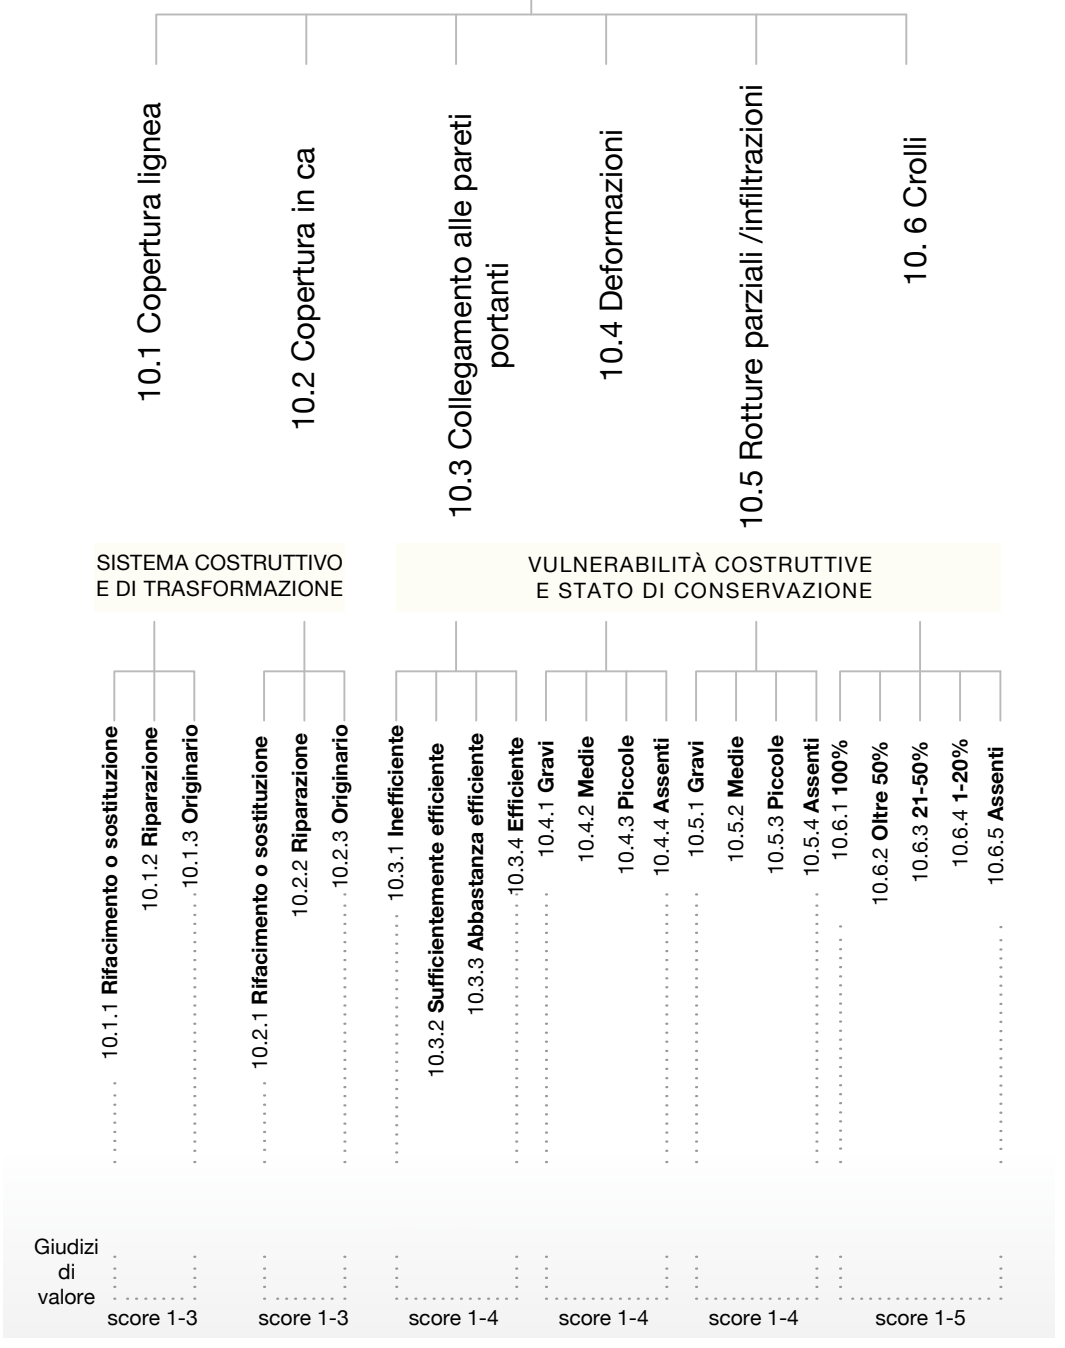 10.1 Copertura lignea
10.2 Copertura in ca
10.3 Collegamento alle pareti
portanti
10.4 Deformazioni
10.5 Rotture parziali /infiltrazioni
10. 6 Crolli
SISTEMA COSTRUTTIVO
E DI TRASFORMAZIONE
VULNERABILITÀ COSTRUTTIVE
E STATO DI CONSERVAZIONE
10.1.1 Rifacimento o sostituzione
10.1.2 Riparazione
10.1.3 Originario
10.2.1 Rifacimento o sostituzione
10.2.2 Riparazione
10.2.3 Originario
10.3.1 Inefficiente
10.3.2 Sufficientemente efficiente
10.3.3 Abbastanza efficiente
10.3.4 Efficiente
10.4.1 Gravi
10.4.2 Medie
10.4.3 Piccole
10.4.4 Assenti
10.5.1 Gravi
10.5.2 Medie
10.5.3 Piccole
10.5.4 Assenti
10.6.1 100%
10.6.2 Oltre 50%
10.6.3 21-50%
10.6.4 1-20%
10.6.5 Assenti
Giudizi
di
valore
score 1-3
score 1-3
score 1-4
score 1-4
score 1-4
score 1-5